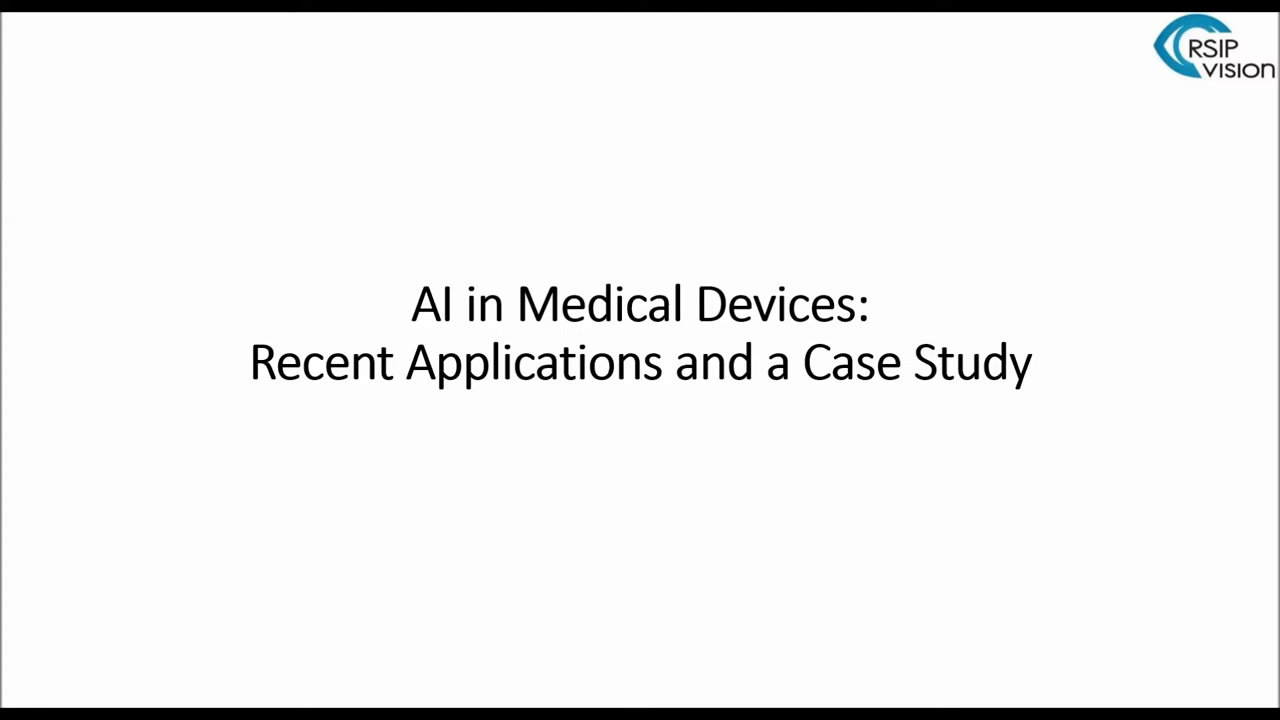 RSIP
vision
AI in Medical Devices:
Recent Applications and a Case Study